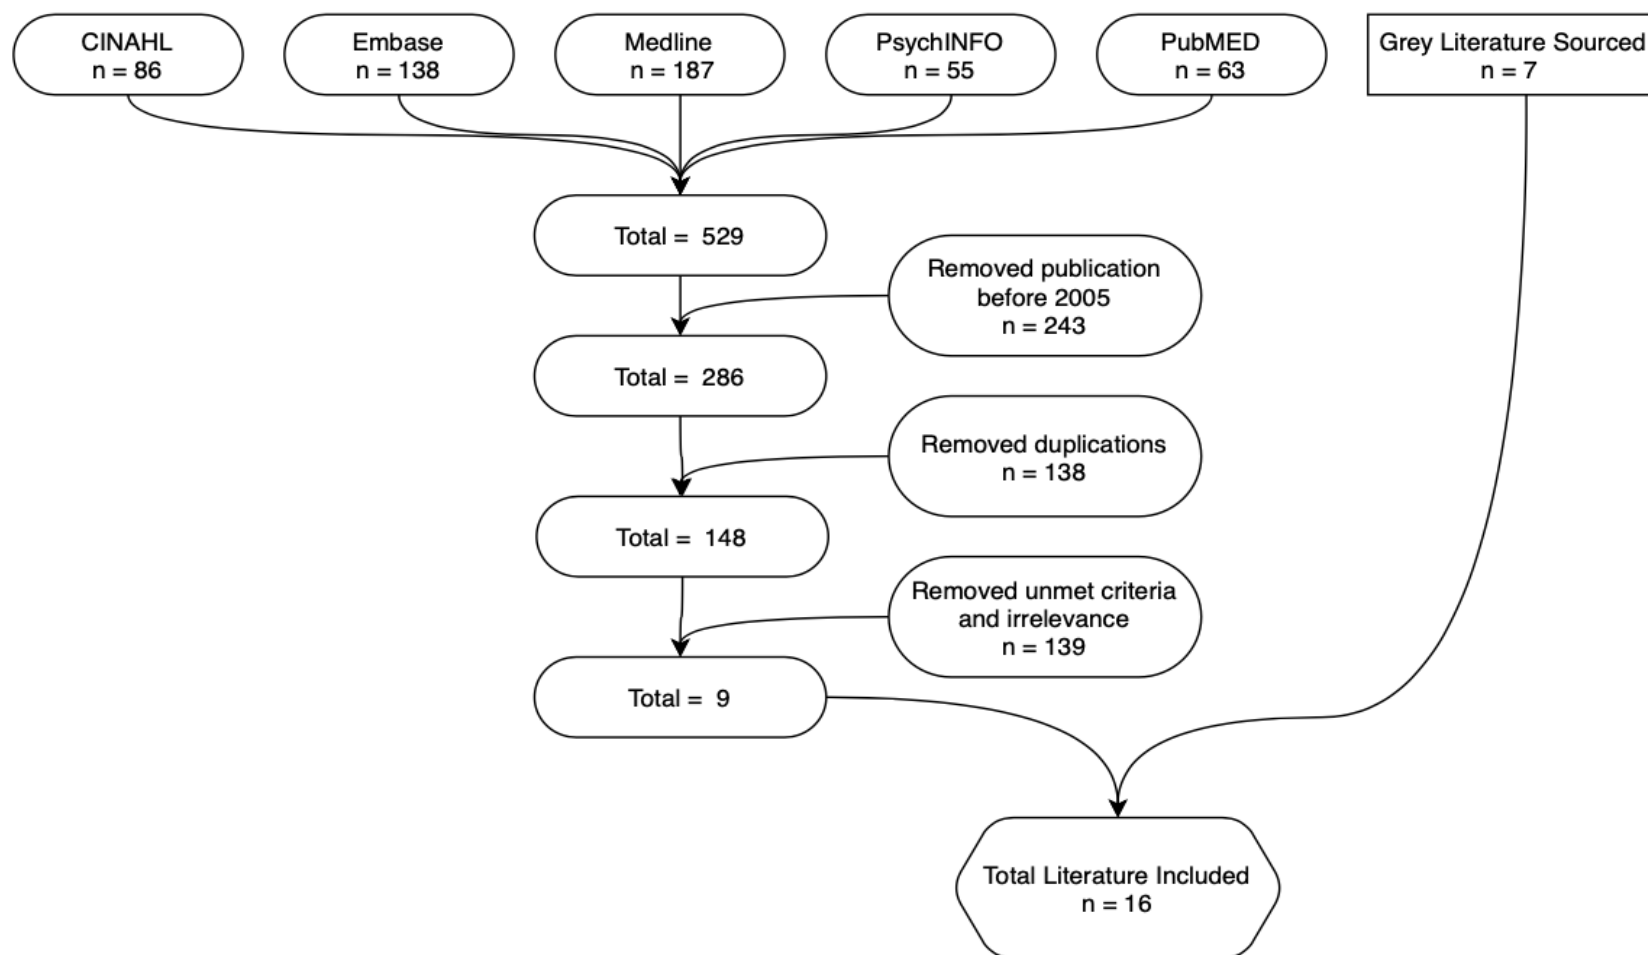 CINAHL
n = 86
Embase
n = 138
Medline
n = 187
PsychINFO
n = 55
PubMED
n = 63
Grey Literature Sourced
n = 7
Total = 529
Removed publication
before 2005
n = 243
Total = 286
Removed duplications
n = 138
Total = 148
Removed unmet criteria
and irrelevance
n = 139
Total = 9
Total Literature Included
n = 16